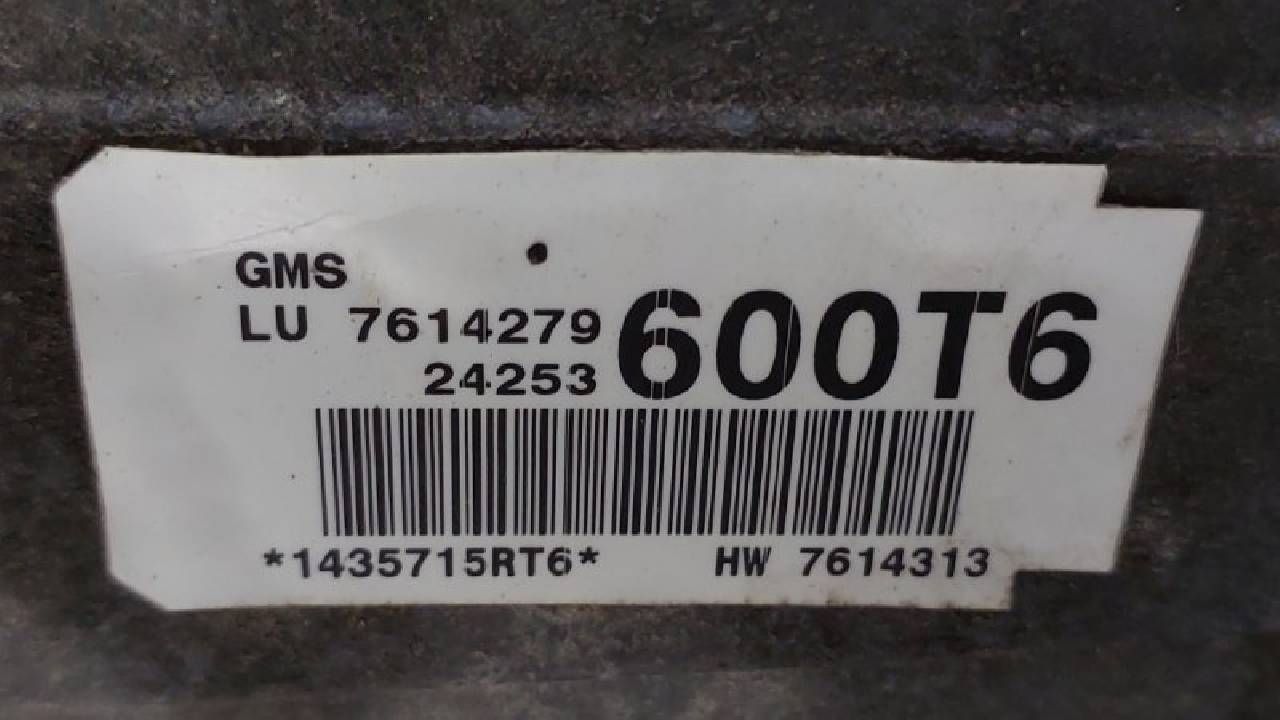 GMS
LU 7614279
24253 600T6
*1435715RT6* HW 7614313